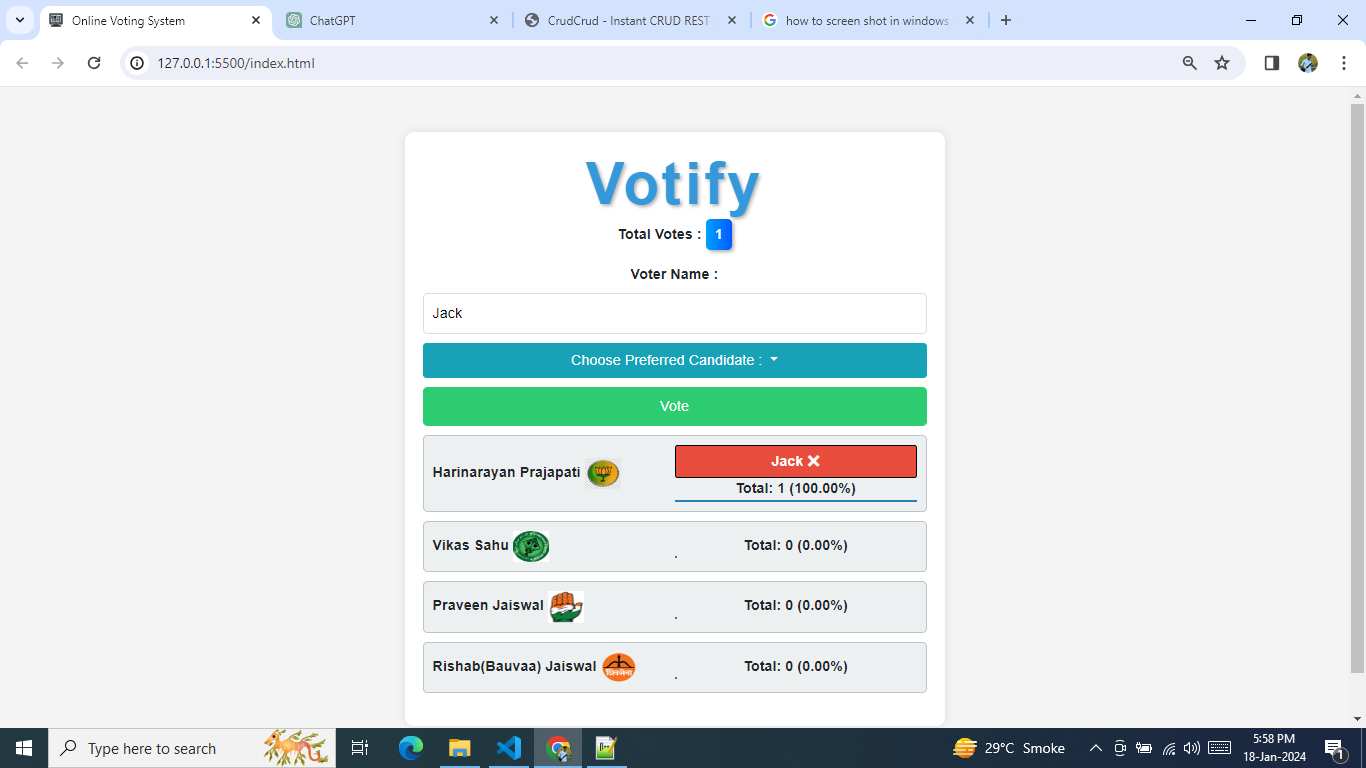 Online Voting System
ChatGPT
CrudCrud - Instant CRUD REST
how to screen shot in windows
127.0.0.1:5500/index.html
Votify
Total Votes : 1
Voter Name :
Jack
Choose Preferred Candidate :
Vote
Harinarayan Prajapati
Jack
Total: 1 (100.00%)
Vikas Sahu
Total: 0 (0.00%)
Praveen Jaiswal
Total: 0 (0.00%)
Rishab(Bauvaa) Jaiswal
शिवसेना
Total: 0 (0.00%)
Type here to search
29°C Smoke
5:58 PM
18-Jan-2024
1